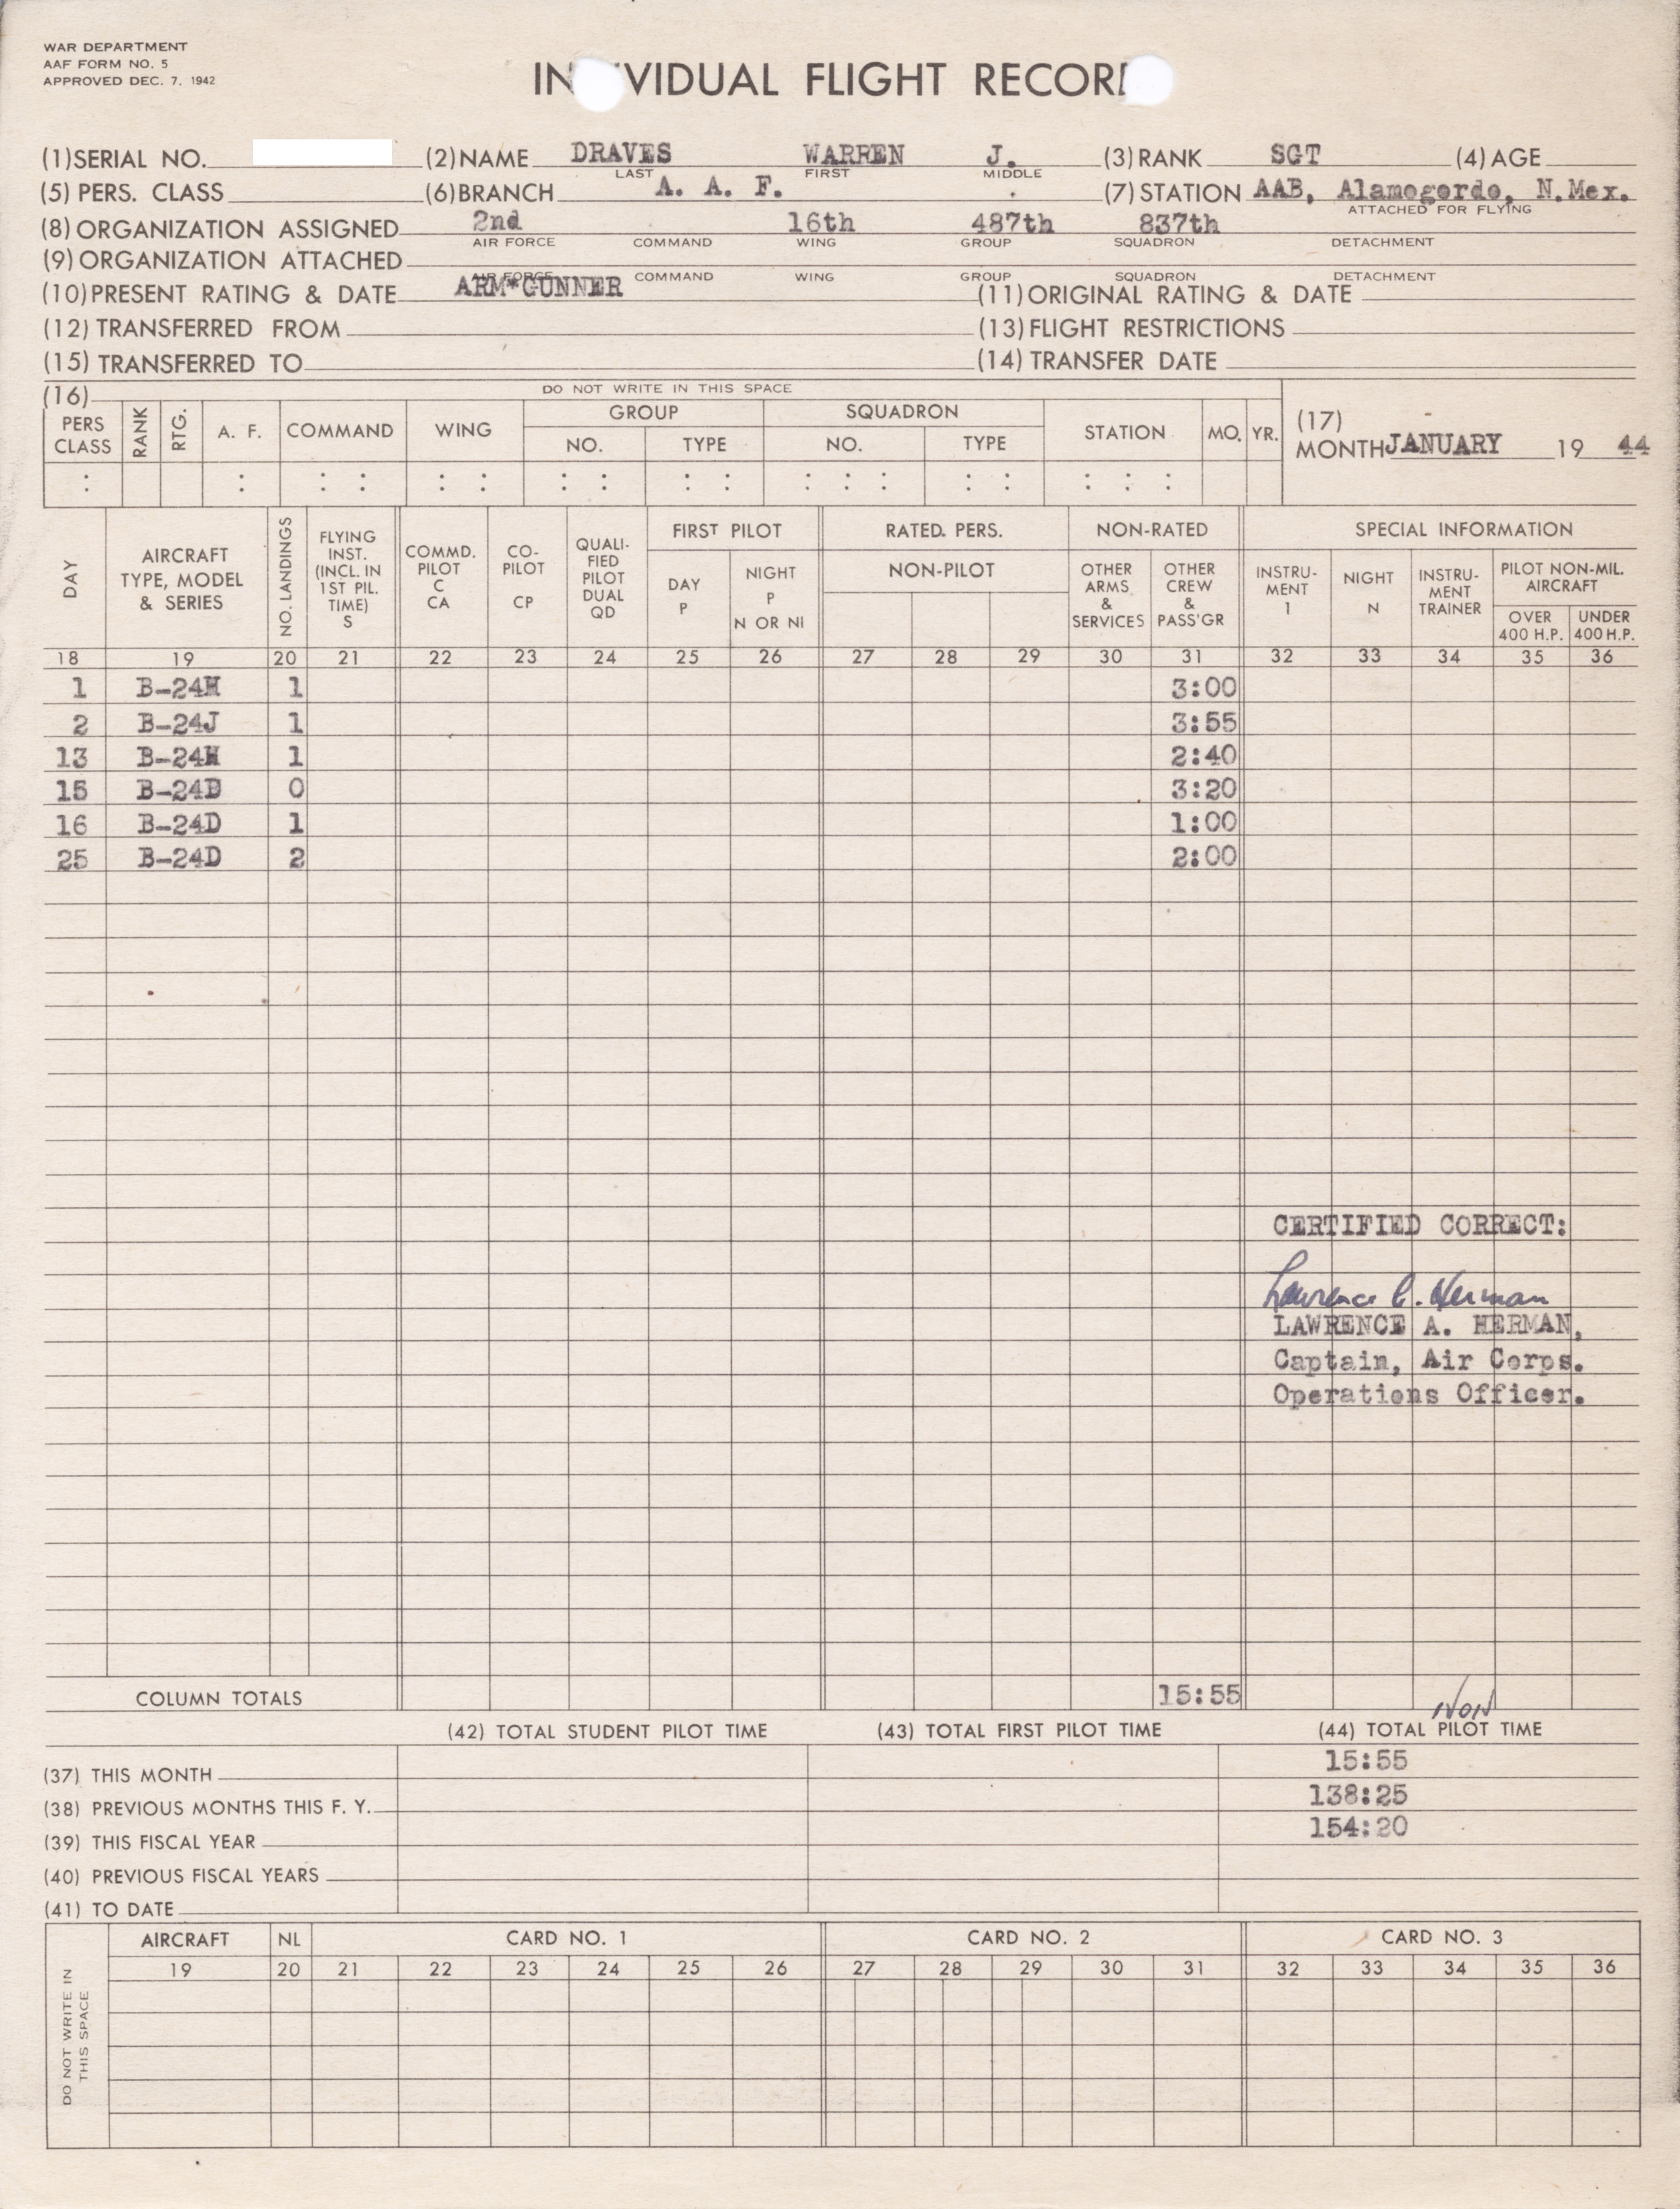 WAR DEPARTMENT
AAF FORM NO. 5
APPROVED DEC. 7, 1942
IN VIDUAL FLIGHT RECOR
(1) SERIAL NO. (2) NAME DRAVES WARREN J. (3) RANK SGT (4) AGE
LAST FIRST MIDDLE
(5) PERS. CLASS (6) BRANCH A. A. F. (7) STATION AAB, Alamogordo, N.Mex.
ATTACHED FOR FLYING
(8) ORGANIZATION ASSIGNED 2nd 16th 487th 837th
AIR FORCE COMMAND WING GROUP SQUADRON DETACHMENT
(9) ORGANIZATION ATTACHED
AIR FORCE COMMAND WING GROUP SQUADRON DETACHMENT
(10) PRESENT RATING & DATE ARM*GUNNER (11) ORIGINAL RATING & DATE
(12) TRANSFERRED FROM (13) FLIGHT RESTRICTIONS
(15) TRANSFERRED TO (14) TRANSFER DATE
(16) DO NOT WRITE IN THIS SPACE
PERS CLASS RANK RTG. A. F. COMMAND WING GROUP NO. TYPE SQUADRON NO. TYPE STATION MO. YR.
(17) MONTH JANUARY 19 44
DAY AIRCRAFT TYPE, MODEL & SERIES NO. LANDINGS FLYING INST. (INCL. IN 1ST PIL. TIME) S COMMD. PILOT C CA CO-PILOT CP QUALI-FIED PILOT DUAL QD FIRST PILOT DAY P NIGHT P N OR NI RATED. PERS. NON-PILOT NON-RATED OTHER ARMS & SERVICES OTHER CREW & PASS'GR SPECIAL INFORMATION INSTRU-MENT I NIGHT N INSTRU-MENT TRAINER PILOT NON-MIL. AIRCRAFT OVER 400 H.P. UNDER 400 H.P.
18 19 20 21 22 23 24 25 26 27 28 29 30 31 32 33 34 35 36
1 B-24H 1 3:00
2 B-24J 1 3:55
13 B-24H 1 2:40
15 B-24D 0 3:20
16 B-24D 1 1:00
25 B-24D 2 2:00
CERTIFIED CORRECT:
Lawrence A. Herman
LAWRENCE A. HERMAN,
Captain, Air Corps.
Operations Officer.
COLUMN TOTALS 15:55
NON
(42) TOTAL STUDENT PILOT TIME (43) TOTAL FIRST PILOT TIME (44) TOTAL PILOT TIME
(37) THIS MONTH 15:55
(38) PREVIOUS MONTHS THIS F. Y. 138:25
(39) THIS FISCAL YEAR 154:20
(40) PREVIOUS FISCAL YEARS
(41) TO DATE
DO NOT WRITE IN THIS SPACE
AIRCRAFT NL CARD NO. 1 CARD NO. 2 CARD NO. 3
19 20 21 22 23 24 25 26 27 28 29 30 31 32 33 34 35 36